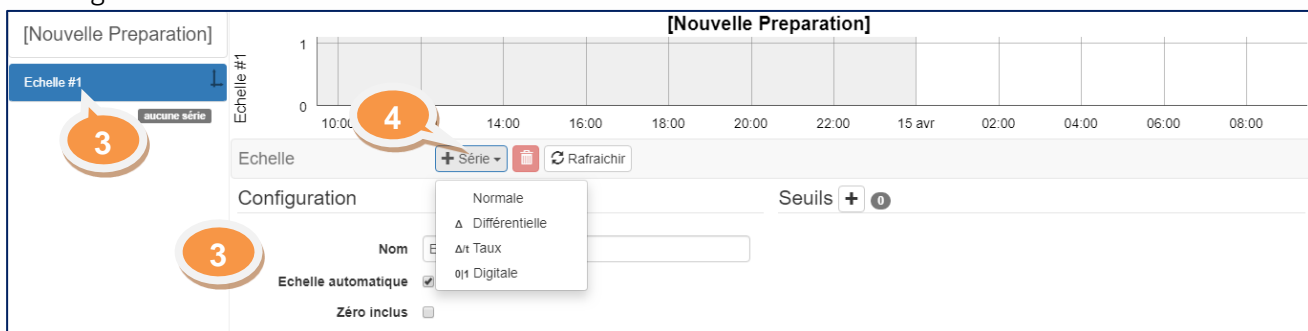 [Nouvelle Preparation]
[Nouvelle Preparation]
Echelle #1
aucune série
3
Echelle #1
1
0
10:00
14:00 16:00 18:00 20:00 22:00 15 avr 02:00 04:00 06:00 08:00
4
Echelle
+ Série
Rafraichir
Configuration
Seuils + 0
Normale
Δ Différentielle
Δ/t Taux
0|1 Digitale
3
Nom E
Echelle automatique
Zéro inclus